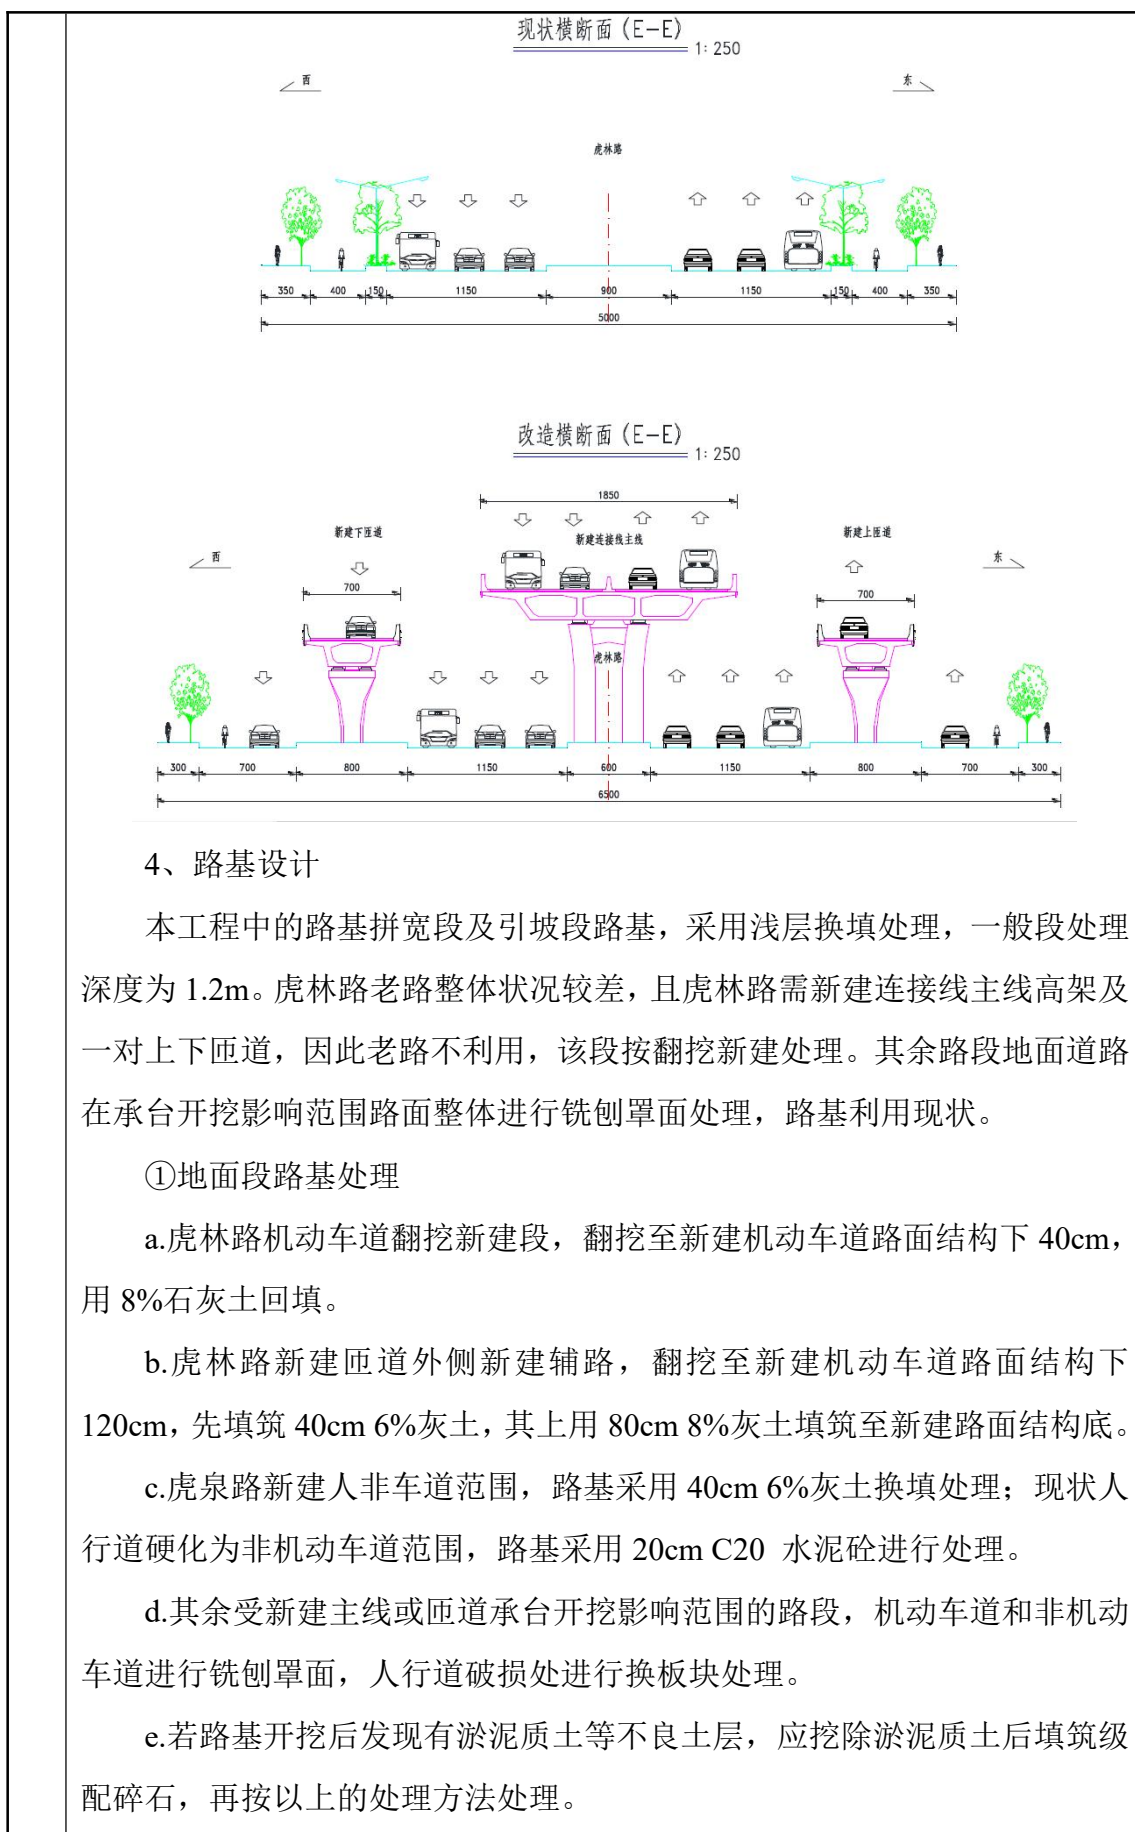 现状横断面（E-E）
1:250
西
东
虎林路
350 400 150 1150 900 1150 150 400 350
5000
改造横断面（E-E）
1:250
1850
新建下匝道
新建连接线主线
新建上匝道
西
东
700
700
虎林路
300 700 800 1150 600 1150 800 700 300
6500
4、路基设计
本工程中的路基拼宽段及引坡段路基，采用浅层换填处理，一般段处理
深度为 1.2m。虎林路老路整体状况较差，且虎林路需新建连接线主线高架及
一对上下匝道，因此老路不利用，该段按翻挖新建处理。其余路段地面道路
在承台开挖影响范围路面整体进行铣刨罩面处理，路基利用现状。
①地面段路基处理
a.虎林路机动车道翻挖新建段，翻挖至新建机动车道路面结构下 40cm，
用 8%石灰土回填。
b.虎林路新建匝道外侧新建辅路，翻挖至新建机动车道路面结构下
120cm，先填筑 40cm 6%灰土，其上用 80cm 8%灰土填筑至新建路面结构底。
c.虎泉路新建人非车道范围，路基采用 40cm 6%灰土换填处理；现状人
行道硬化为非机动车道范围，路基采用 20cm C20 水泥砼进行处理。
d.其余受新建主线或匝道承台开挖影响范围的路段，机动车道和非机动
车道进行铣刨罩面，人行道破损处进行换板块处理。
e.若路基开挖后发现有淤泥质土等不良土层，应挖除淤泥质土后填筑级
配碎石，再按以上的处理方法处理。